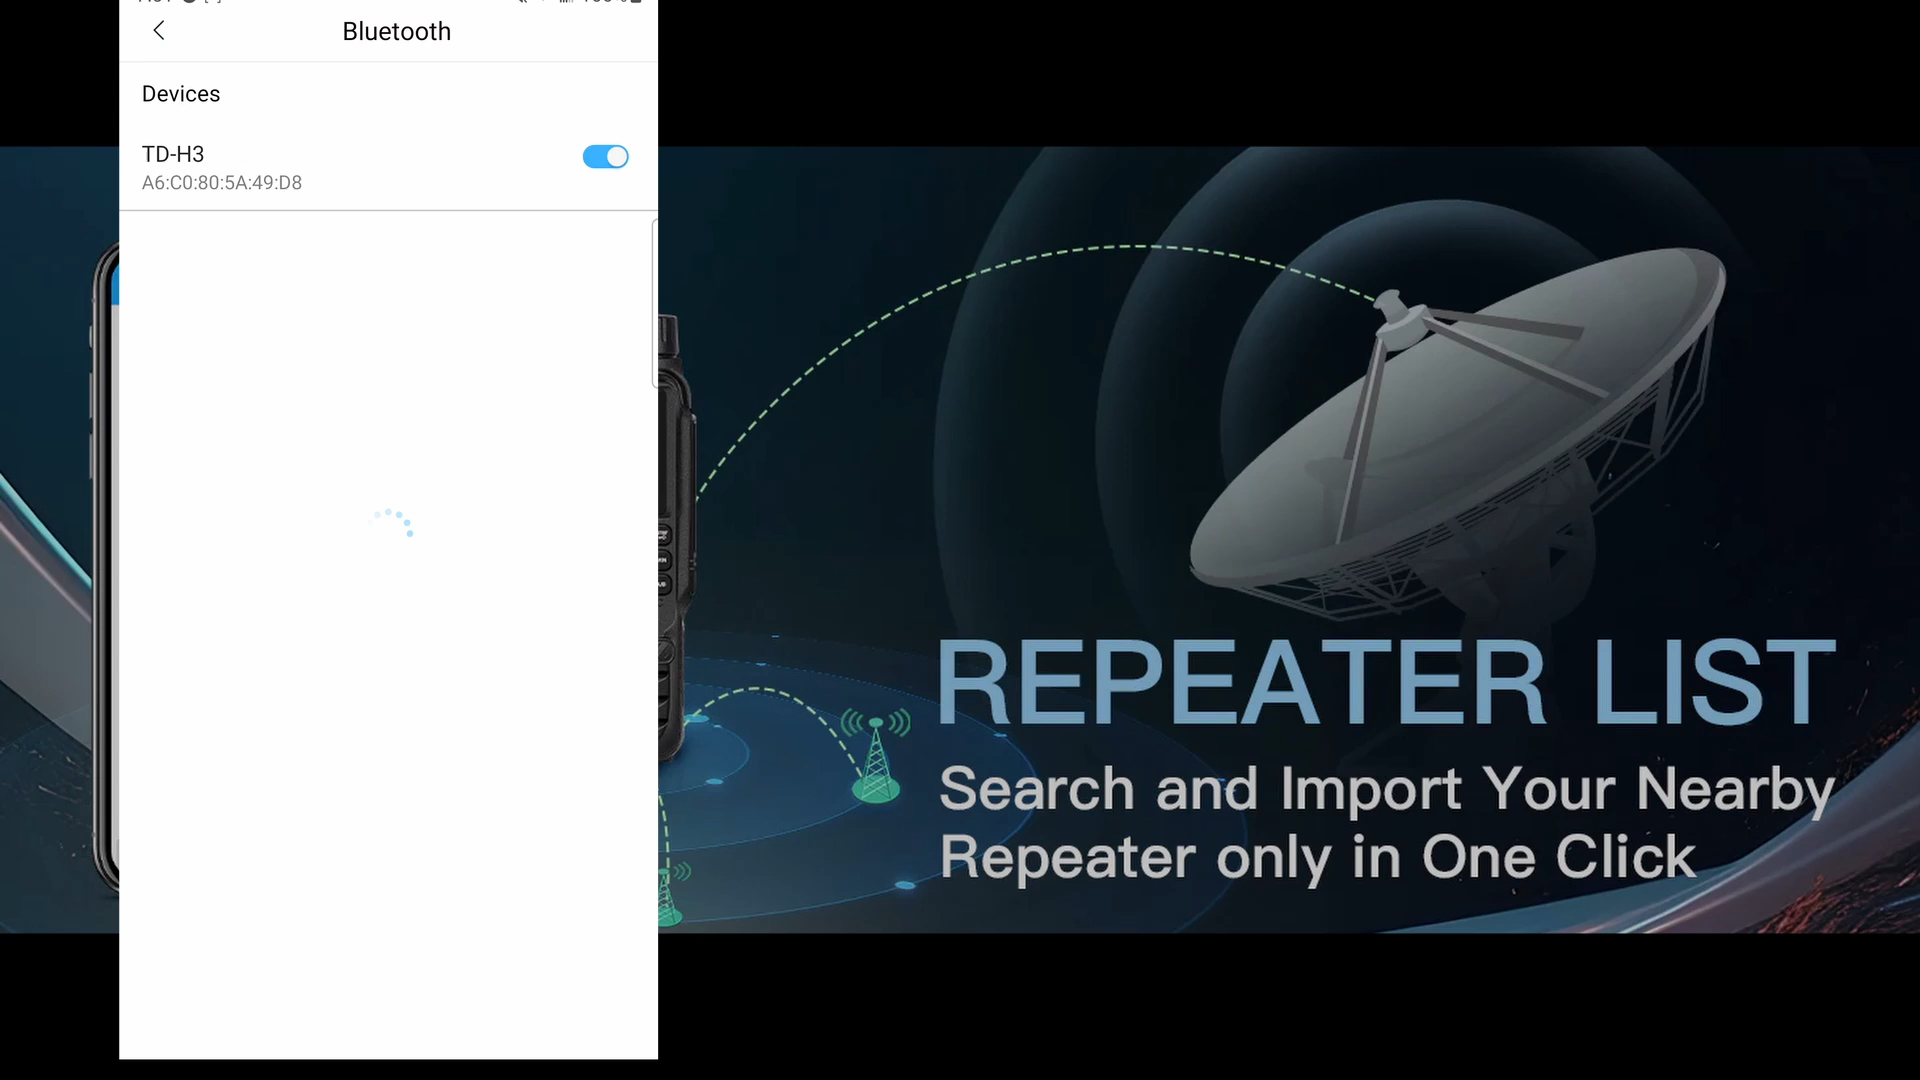 Bluetooth
Devices
TD-H3
A6:C0:80:5A:49:D8
REPEATER LIST
Search and Import Your Nearby
Repeater only in One Click